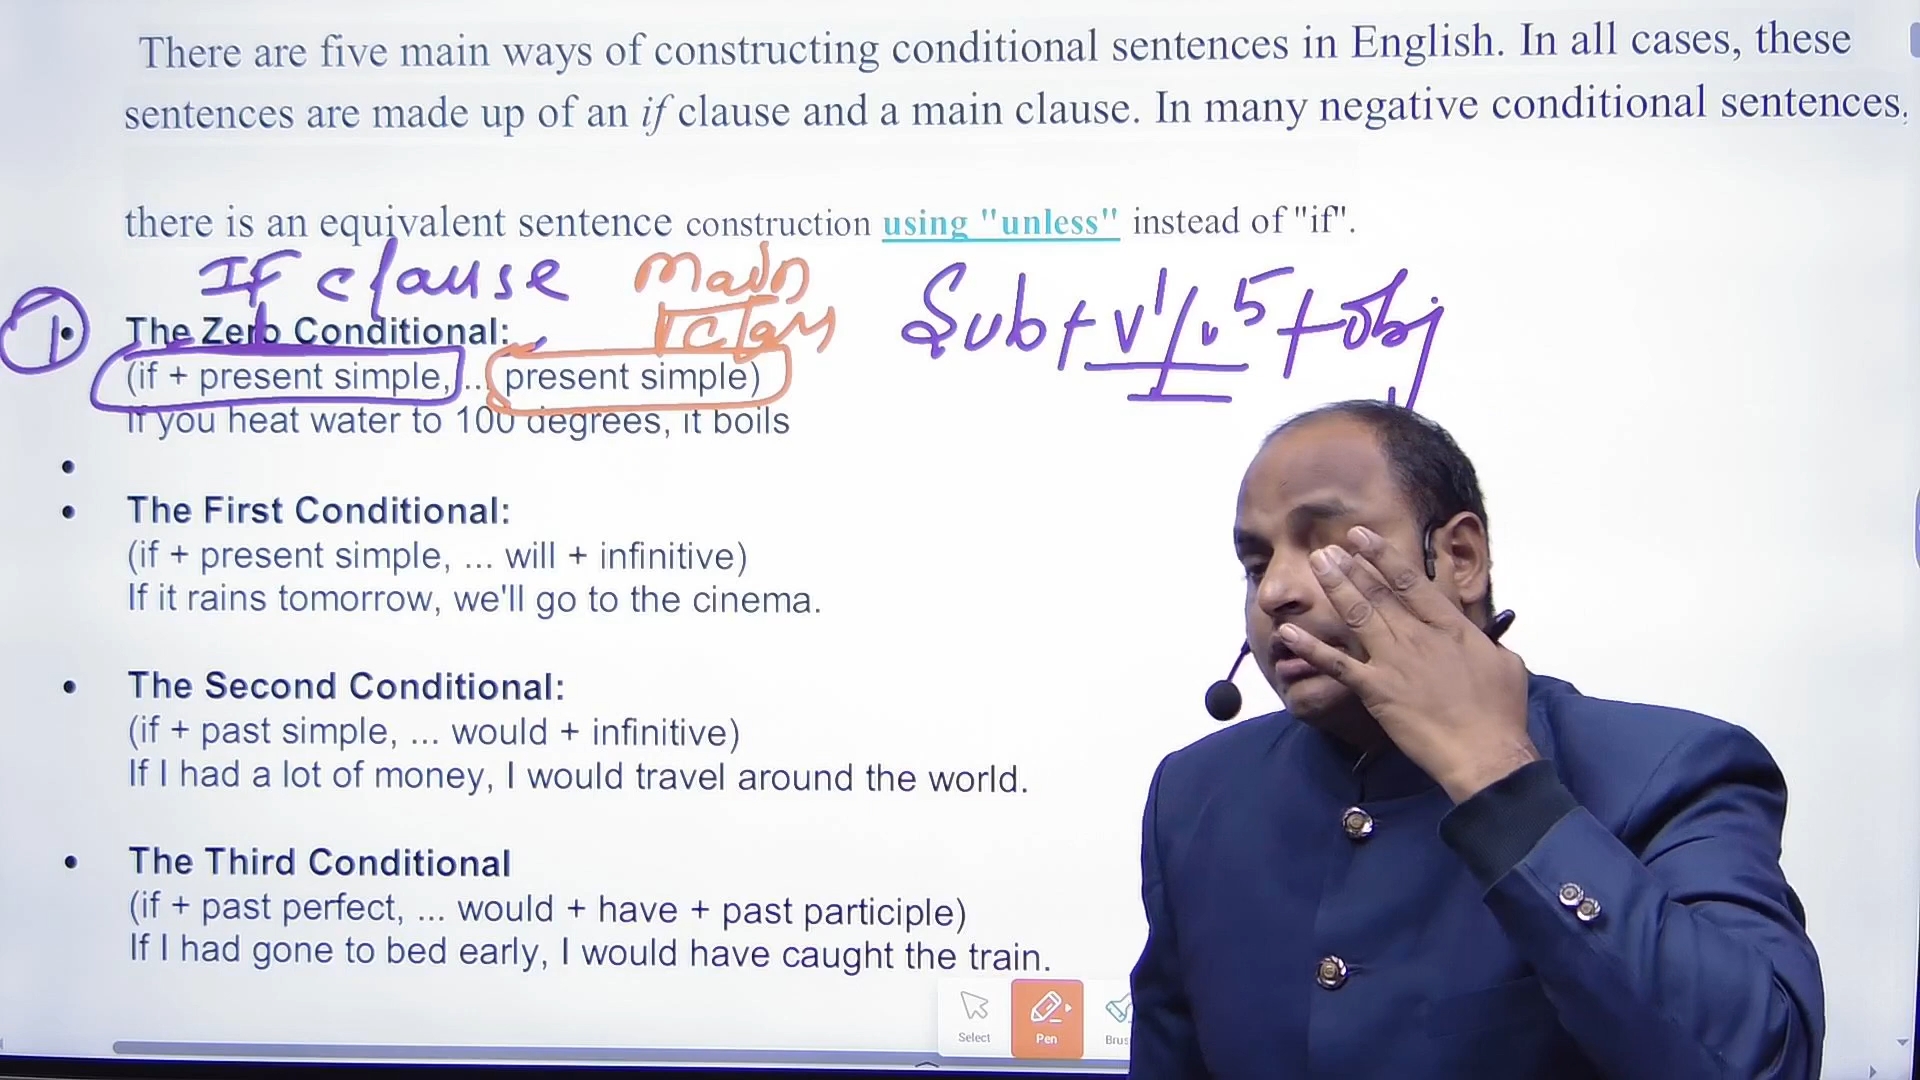 There are five main ways of constructing conditional sentences in English. In all cases, these
sentences are made up of an if clause and a main clause. In many negative conditional sentences,
there is an equivalent sentence construction using "unless" instead of "if".
If clause Main
clau
Sub + v1/v5 + obj
1
• The Zero Conditional:
(if + present simple, ... present simple)
If you heat water to 100 degrees, it boils
•
• The First Conditional:
(if + present simple, ... will + infinitive)
If it rains tomorrow, we'll go to the cinema.
• The Second Conditional:
(if + past simple, ... would + infinitive)
If I had a lot of money, I would travel around the world.
• The Third Conditional
(if + past perfect, ... would + have + past participle)
If I had gone to bed early, I would have caught the train.
Select Pen Brus